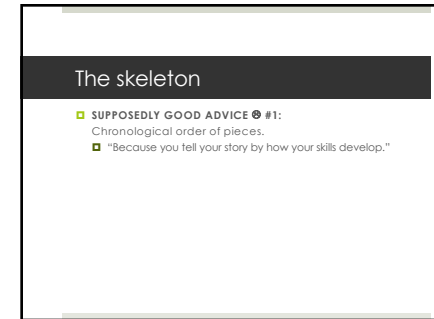 The skeleton
SUPPOSEDLY GOOD ADVICE ☹ #1:
Chronological order of pieces.
“Because you tell your story by how your skills develop.”